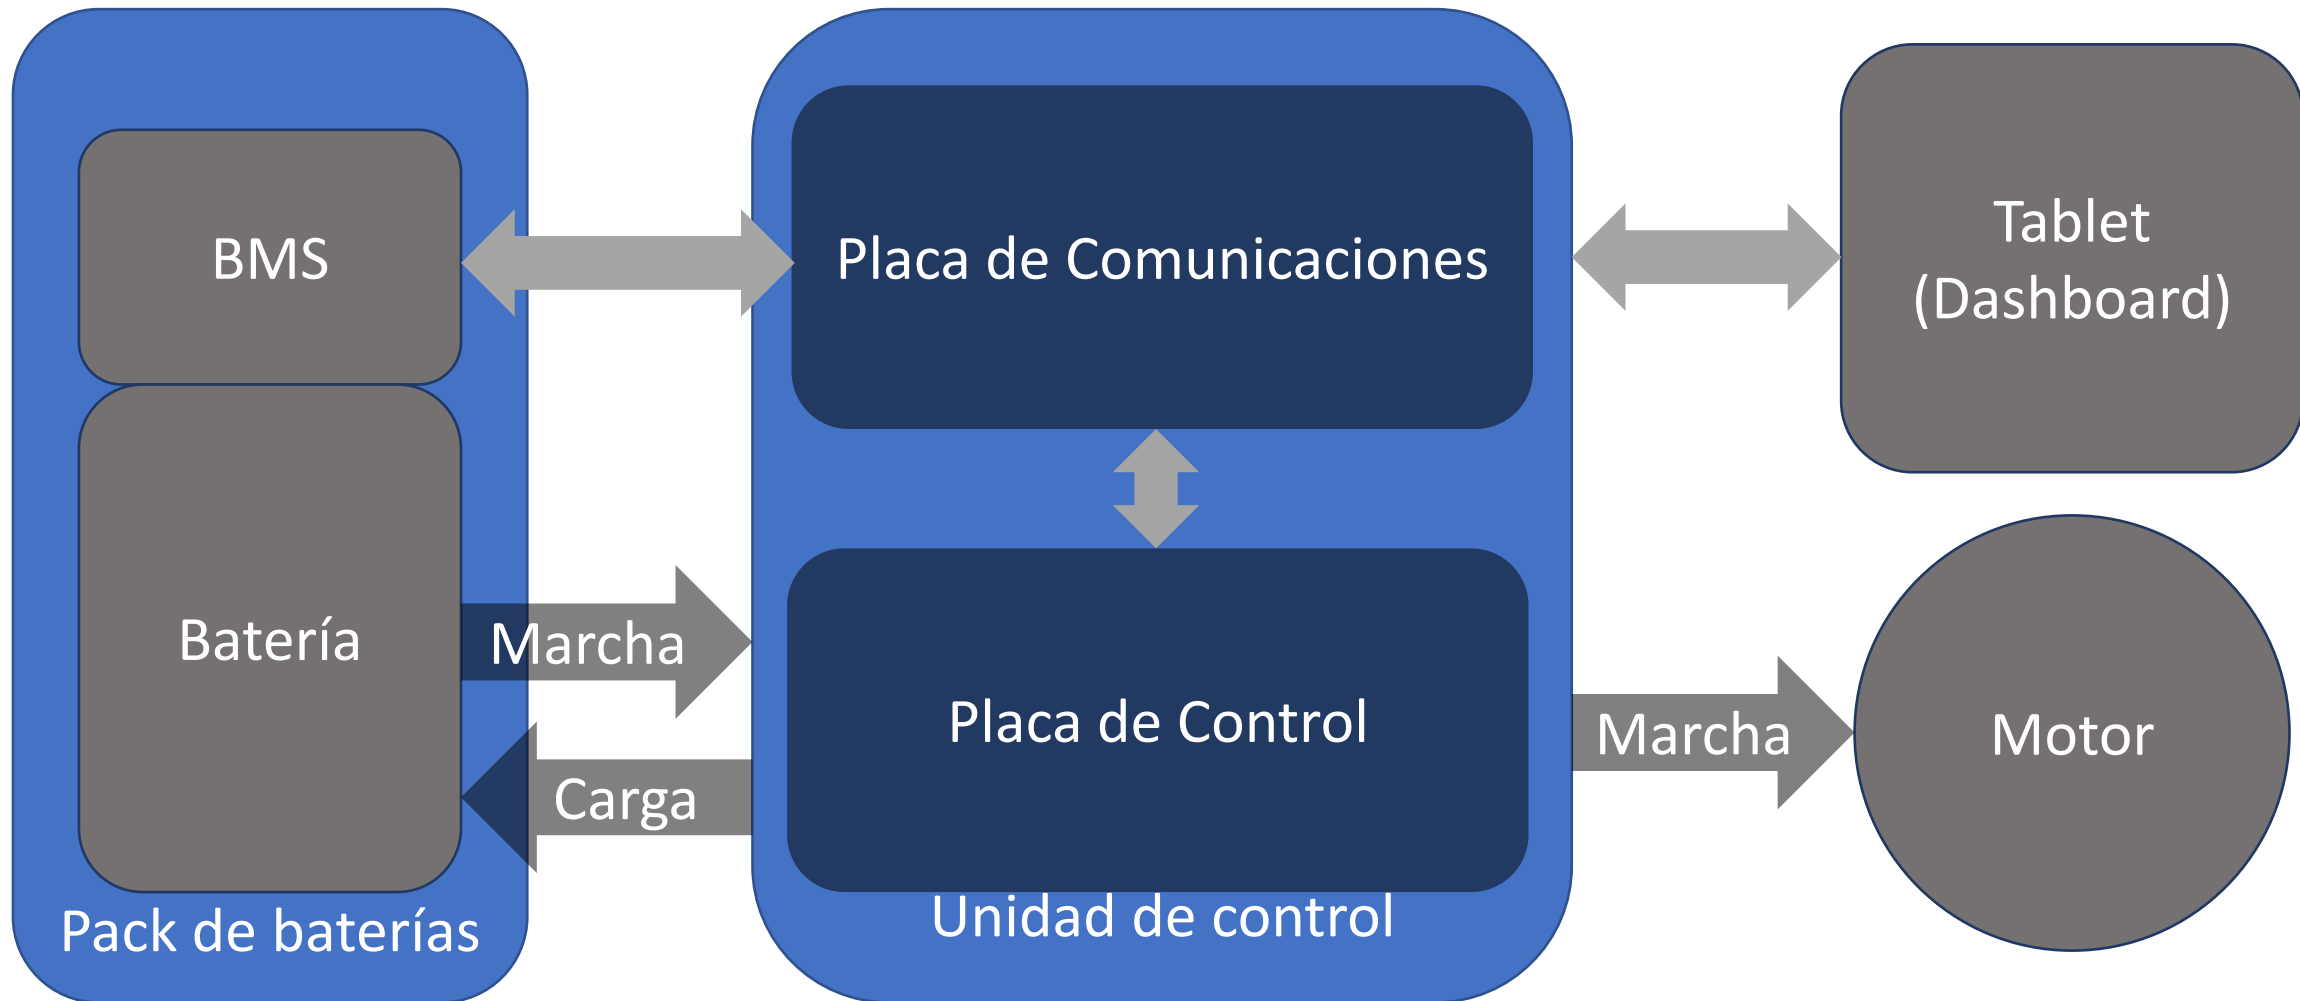 BMS
Batería
Pack de baterías
Marcha
Carga
Placa de Comunicaciones
Placa de Control
Unidad de control
Tablet
(Dashboard)
Marcha
Motor